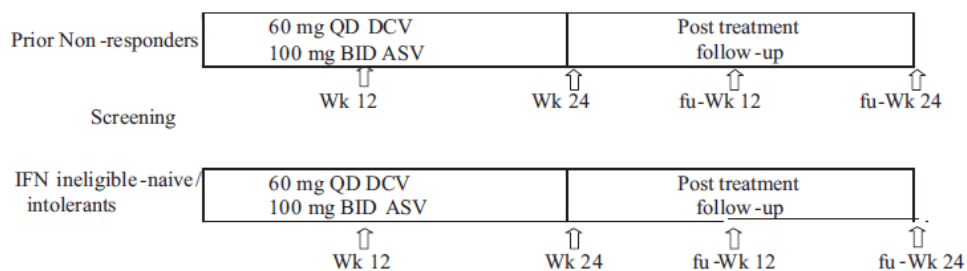 Prior Non-responders
60 mg QD DCV
100 mg BID ASV
Post treatment
follow-up
Wk 12
Wk 24
fu-Wk 12
fu-Wk 24
Screening
IFN ineligible-naive/
intolerants
60 mg QD DCV
100 mg BID ASV
Post treatment
follow-up
Wk 12
Wk 24
fu-Wk 12
fu-Wk 24